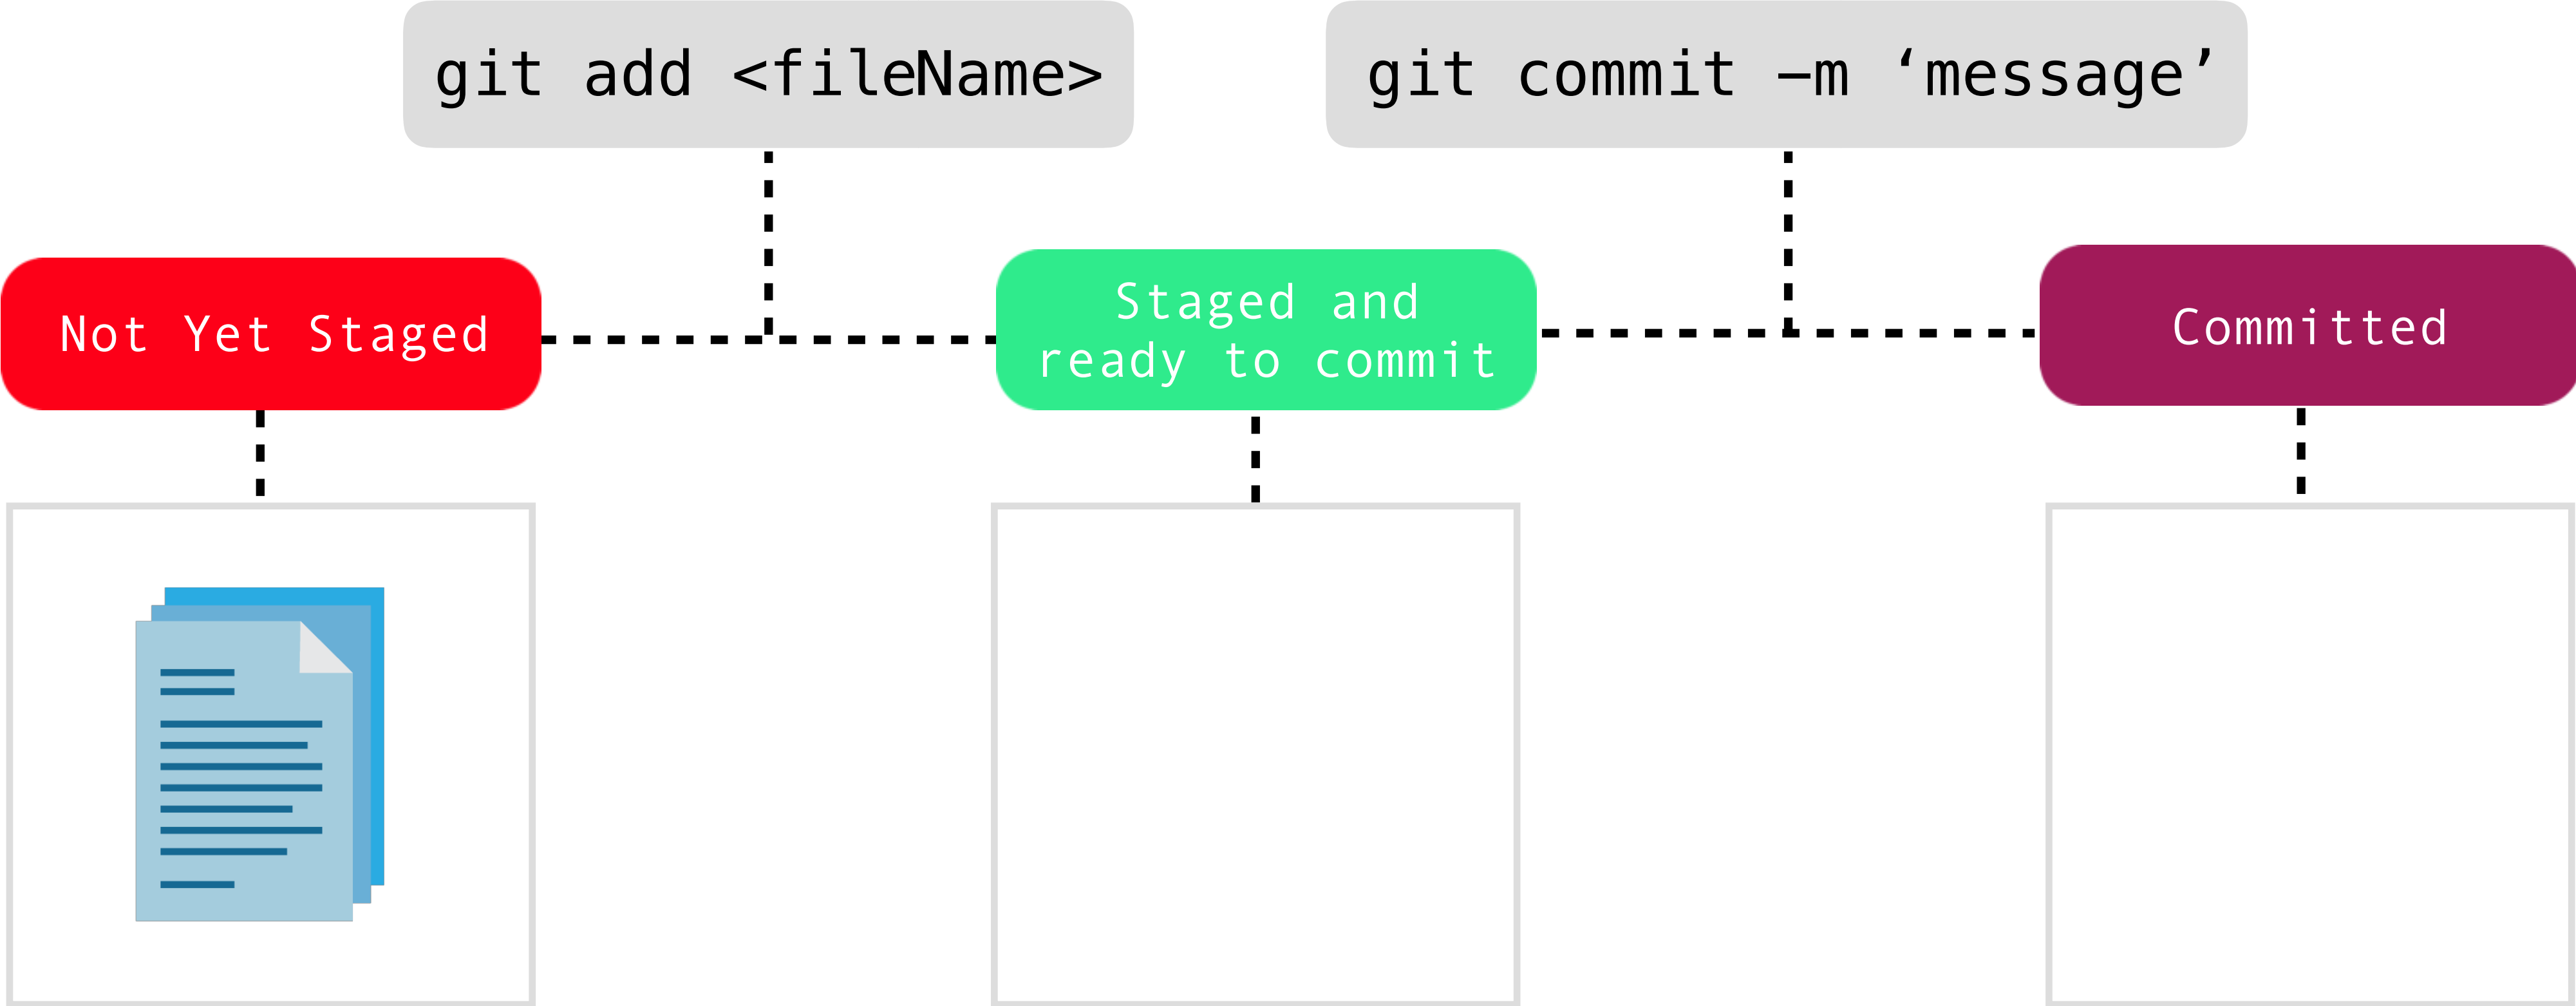 git add <fileName>
git commit –m ‘message’
Not Yet Staged
Staged and
ready to commit
Committed